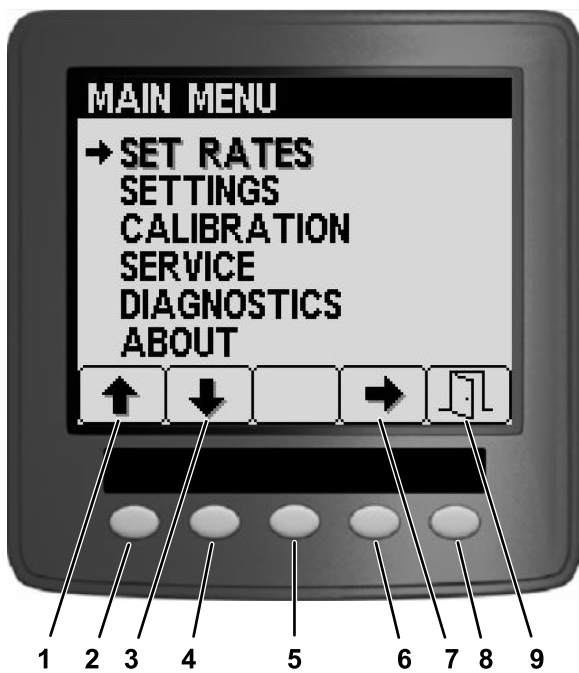 MAIN MENU
SET RATES
SETTINGS
CALIBRATION
SERVICE
DIAGNOSTICS
ABOUT
1 2 3 4 5 6 7 8 9